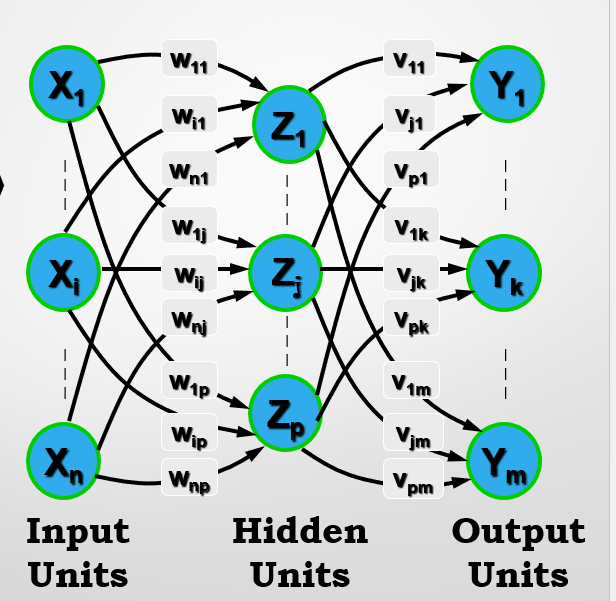 X1
Xi
Xn
w11
wi1
wn1
w1j
wij
wnj
w1p
wip
wnp
Z1
Zj
Zp
v11
vj1
vp1
v1k
vjk
vpk
v1m
vjm
vpm
Y1
Yk
Ym
Input
Units
Hidden
Units
Output
Units